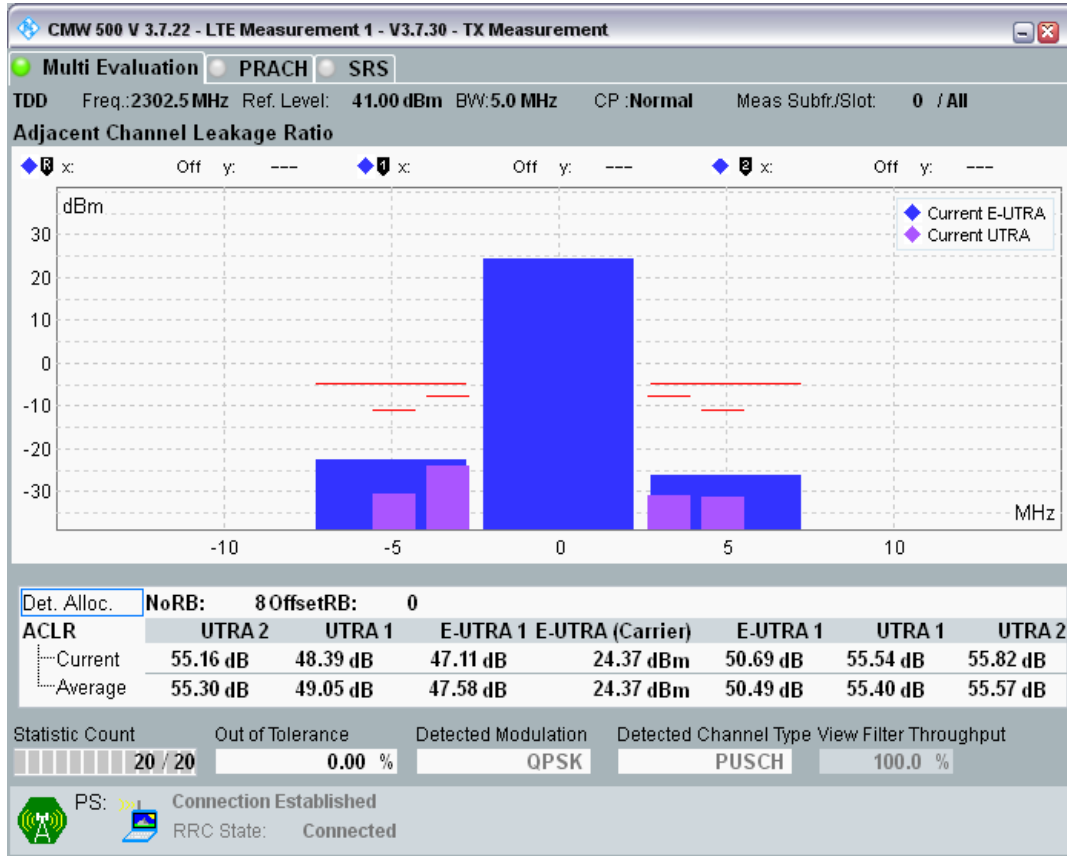 CMW 500 V 3.7.22 - LTE Measurement 1 - V3.7.30 - TX Measurement
Multi Evaluation PRACH SRS
TDD Freq.:2302.5 MHz Ref. Level: 41.00 dBm BW:5.0 MHz CP :Normal Meas Subfr./Slot: 0 / All
Adjacent Channel Leakage Ratio
R x: Off y: --- 1 x: Off y: --- 2 x: Off y: ---
dBm
Current E-UTRA
Current UTRA
30
20
10
0
-10
-20
-30
MHz
-10 -5 0 5 10
Det. Alloc. NoRB: 8 OffsetRB: 0
ACLR UTRA 2 UTRA 1 E-UTRA 1 E-UTRA (Carrier) E-UTRA 1 UTRA 1 UTRA 2
Current 55.16 dB 48.39 dB 47.11 dB 24.37 dBm 50.69 dB 55.54 dB 55.82 dB
Average 55.30 dB 49.05 dB 47.58 dB 24.37 dBm 50.49 dB 55.40 dB 55.57 dB
Statistic Count Out of Tolerance Detected Modulation Detected Channel Type View Filter Throughput
20 / 20 0.00 % QPSK PUSCH 100.0 %
PS: Connection Established
RRC State: Connected